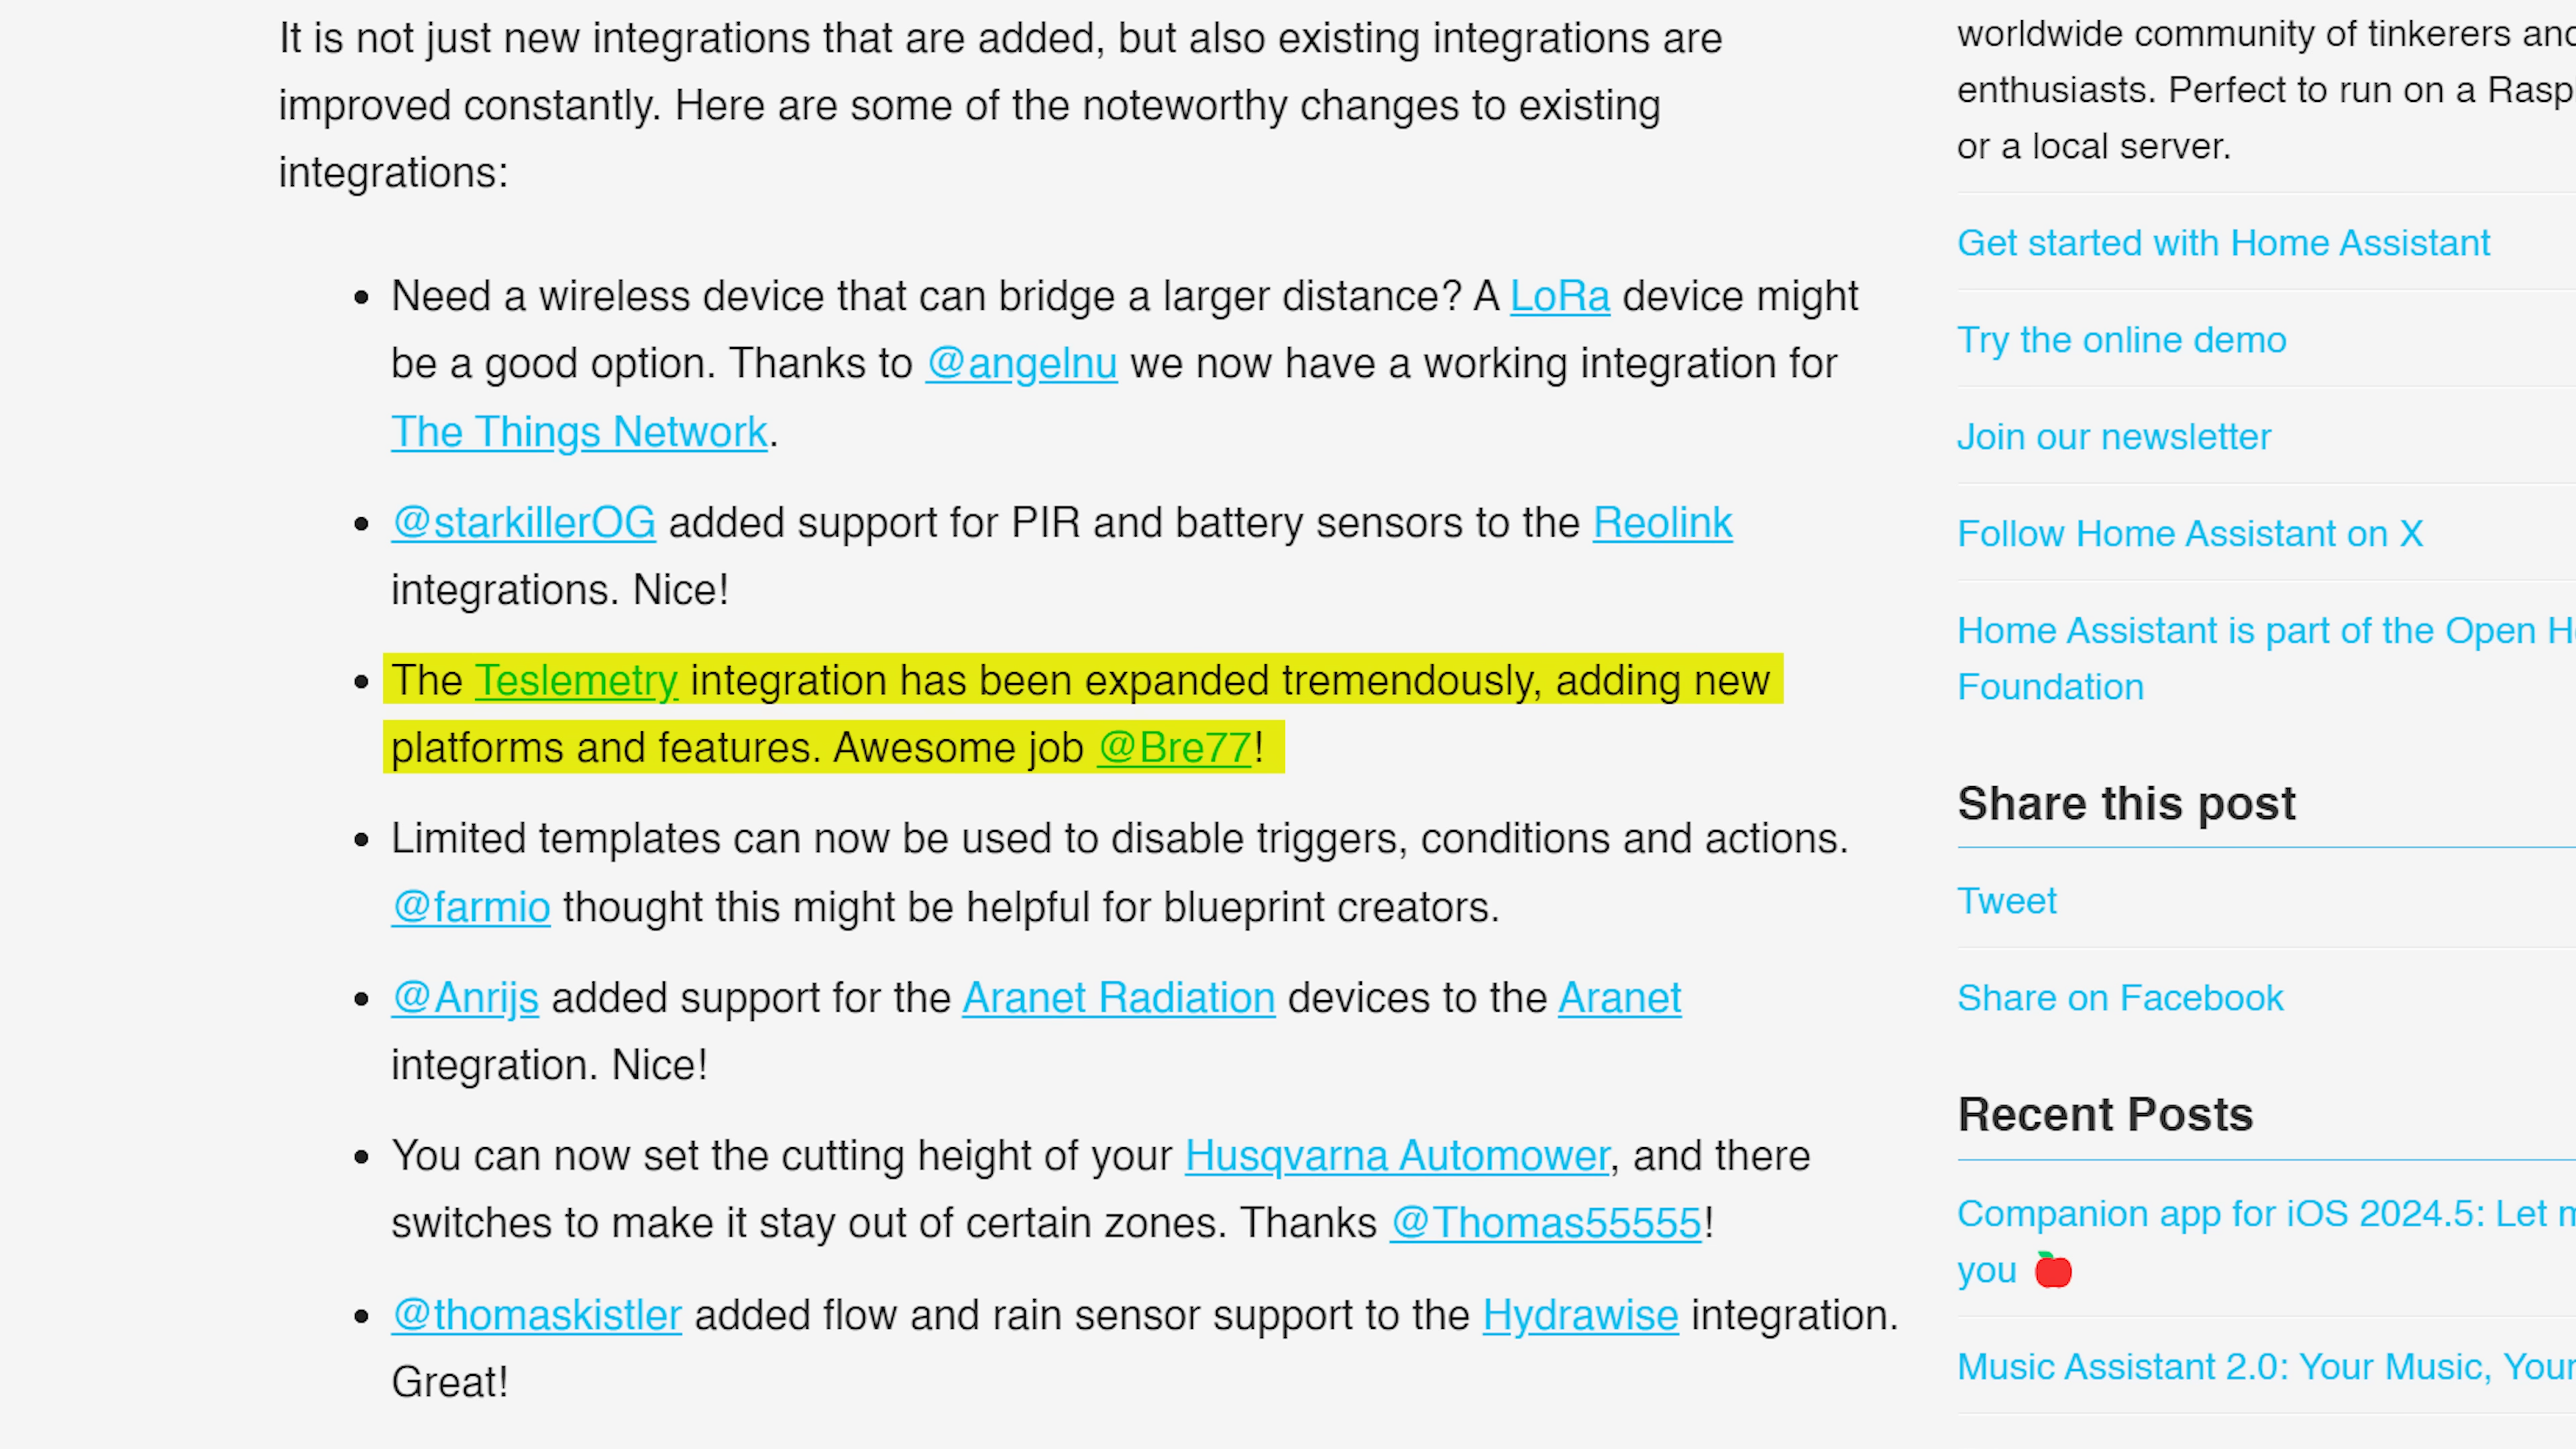 It is not just new integrations that are added, but also existing integrations are
improved constantly. Here are some of the noteworthy changes to existing
integrations:
Need a wireless device that can bridge a larger distance? A LoRa device might
be a good option. Thanks to @angelnu we now have a working integration for
The Things Network.
@starkillerOG added support for PIR and battery sensors to the Reolink
integrations. Nice!
The Teslemetry integration has been expanded tremendously, adding new
platforms and features. Awesome job @Bre77!
Limited templates can now be used to disable triggers, conditions and actions.
@farmio thought this might be helpful for blueprint creators.
@Anrijs added support for the Aranet Radiation devices to the Aranet
integration. Nice!
You can now set the cutting height of your Husqvarna Automower, and there
switches to make it stay out of certain zones. Thanks @Thomas55555!
@thomaskistler added flow and rain sensor support to the Hydrawise integration.
Great!
worldwide community of tinkerers and
enthusiasts. Perfect to run on a Rasp
or a local server.
Get started with Home Assistant
Try the online demo
Join our newsletter
Follow Home Assistant on X
Home Assistant is part of the Open H
Foundation
Share this post
Tweet
Share on Facebook
Recent Posts
Companion app for iOS 2024.5: Let m
you
Music Assistant 2.0: Your Music, Your